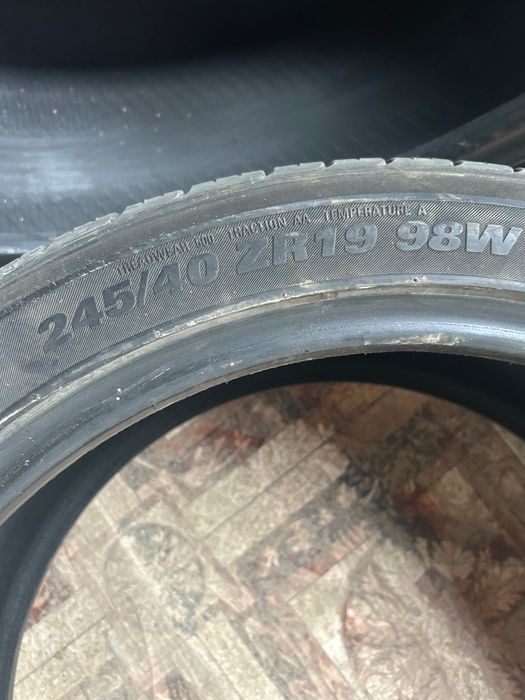 TREADWEAR 500 TRACTION AA TEMPERATURE A
245/40 ZR19 98W